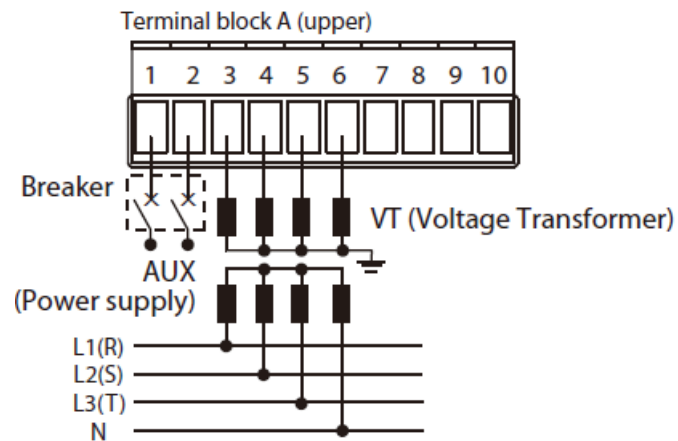 Terminal block A (upper)
1 2 3 4 5 6 7 8 9 10
Breaker
VT (Voltage Transformer)
AUX
(Power supply)
L1(R)
L2(S)
L3(T)
N